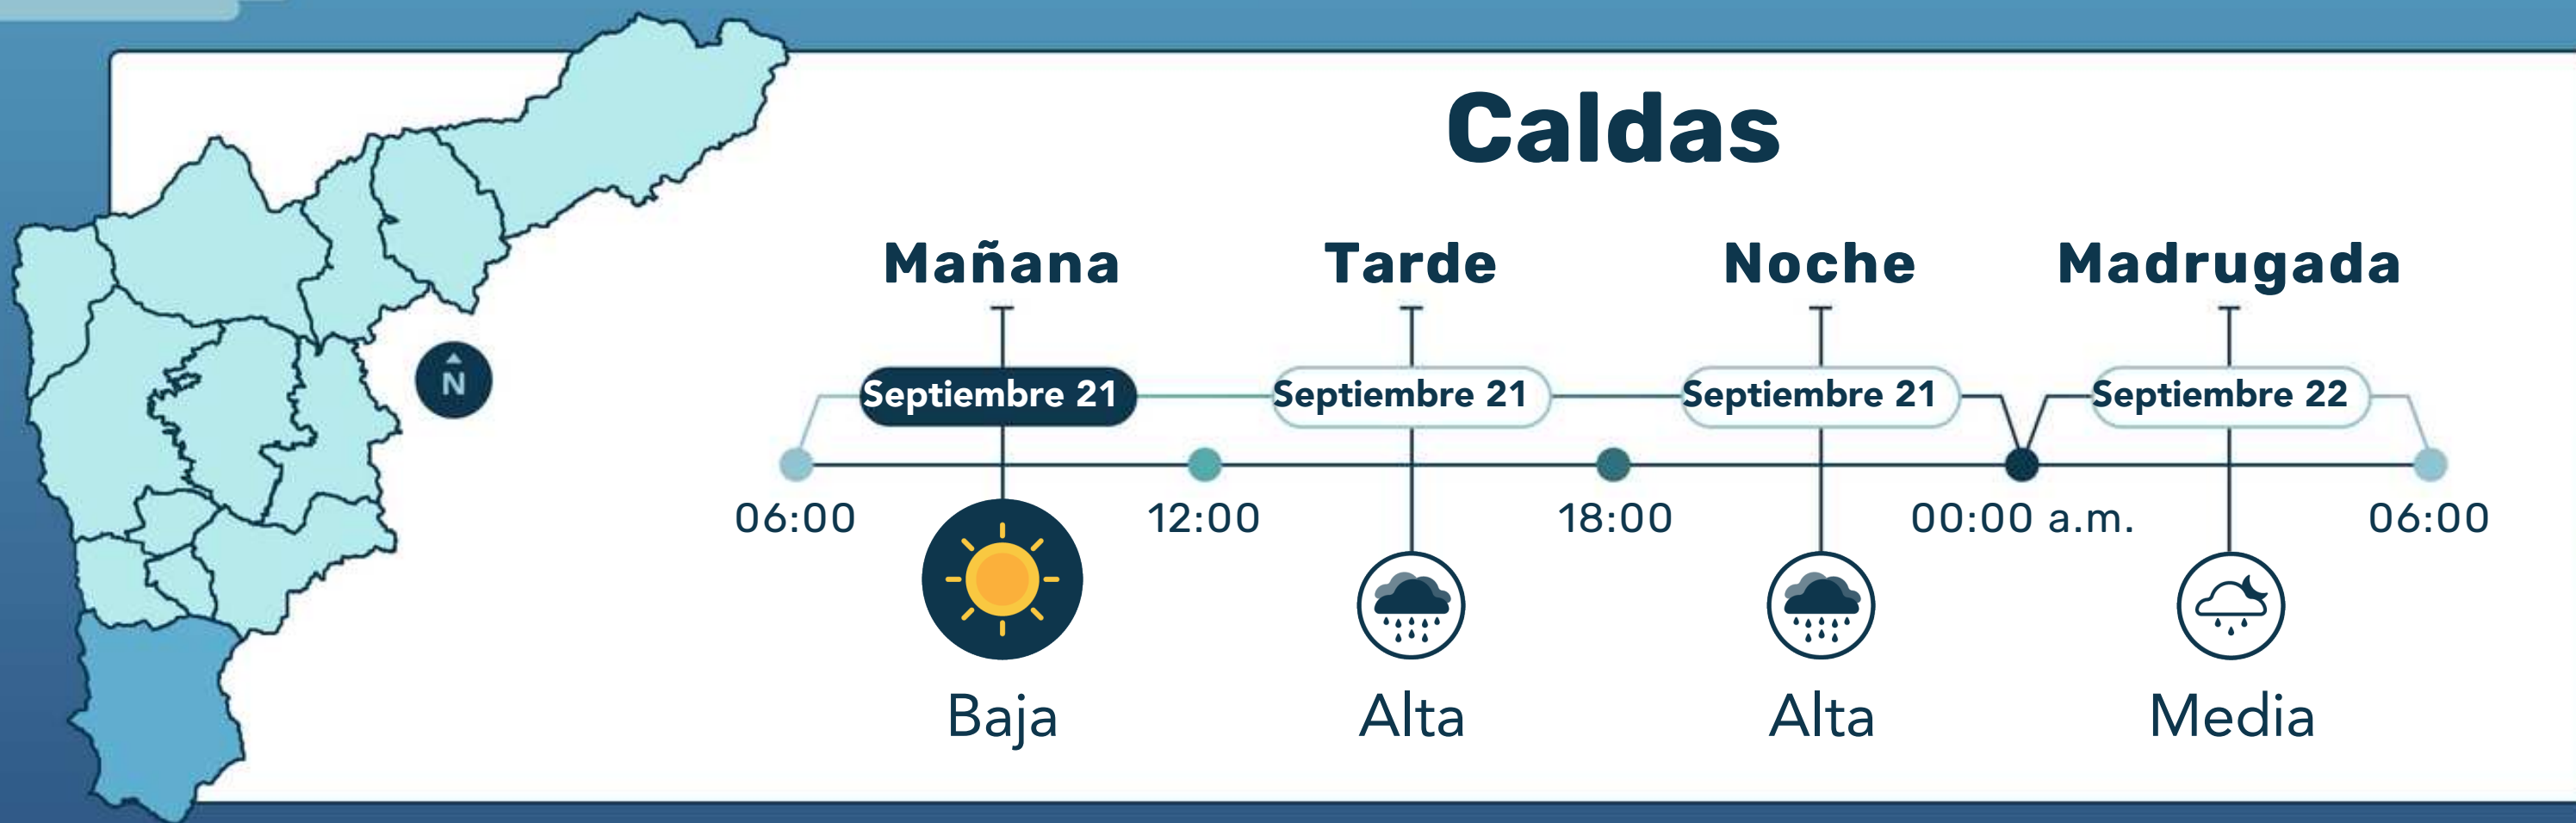 Caldas
Mañana Tarde Noche Madrugada
N
Septiembre 21 Septiembre 21 Septiembre 21 Septiembre 22
06:00 12:00 18:00 00:00 a.m. 06:00
Baja Alta Alta Media